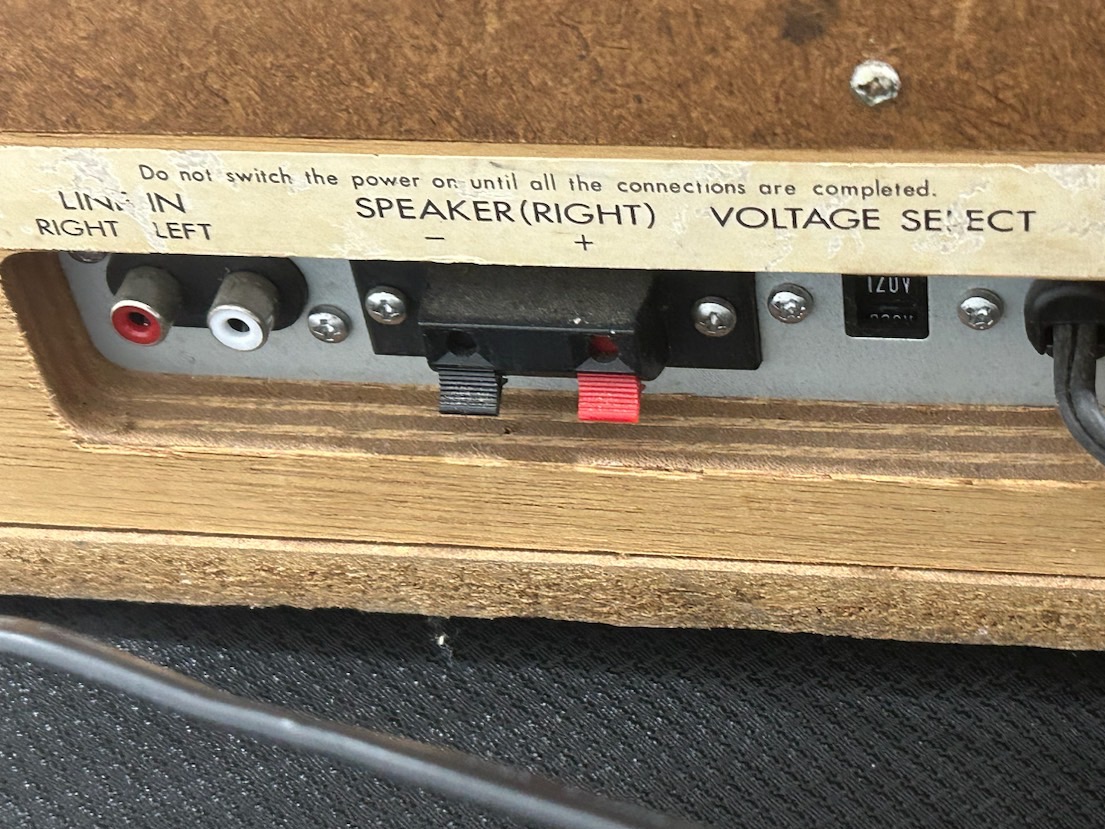 Do not switch the power on until all the connections are completed.
LINE IN
SPEAKER (RIGHT)
VOLTAGE SELECT
RIGHT LEFT
− +
120V